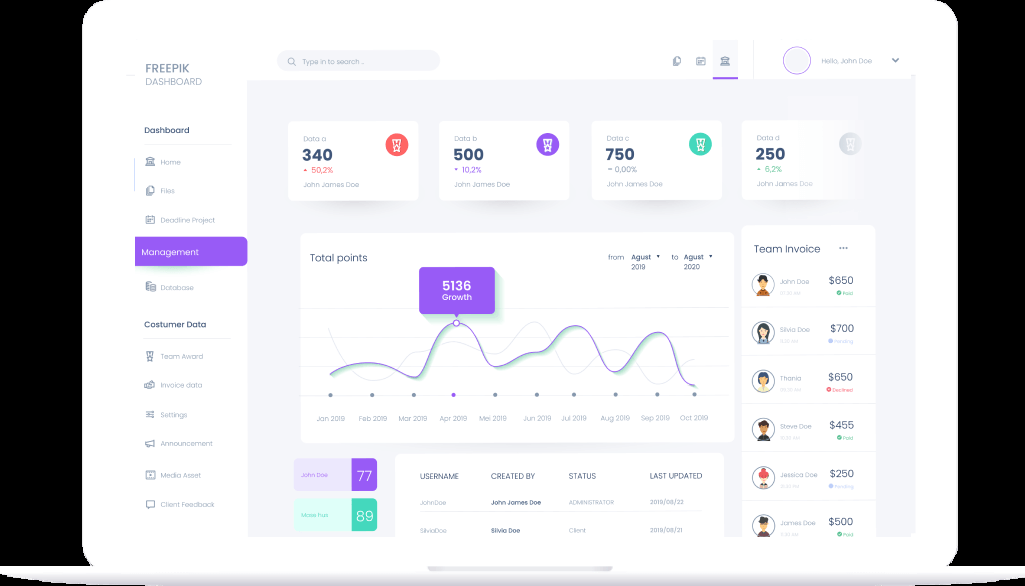 FREEPIK
DASHBOARD
Type in to search ..
Hello, John Doe
Dashboard
Home
Files
Deadline Project
Management
Database
Costumer Data
Team Award
Invoice data
Settings
Announcement
Media Asset
Client Feedback
Data a
340
50,2%
John James Doe
Data b
500
10,2%
John James Doe
Data c
750
0,00%
John James Doe
Data d
250
6,2%
John James Doe
Total points
from Agust 2019 to Agust 2020
5136
Growth
Jan 2019 Feb 2019 Mar 2019 Apr 2019 Mei 2019 Jun 2019 Jul 2019 Aug 2019 Sep 2019 Oct 2019
Team Invoice
John Doe $650
Paid
Silvia Doe $700
Pending
Thania $650
Declined
Steve Doe $455
Paid
Jessica Doe $250
Pending
James Doe $500
Paid
John Doe 77
89
USERNAME CREATED BY STATUS LAST UPDATED
JohnDoe John James Doe ADMINISTRATOR 2019/08/22
SilviaDoe Silvia Doe Client 2019/08/21